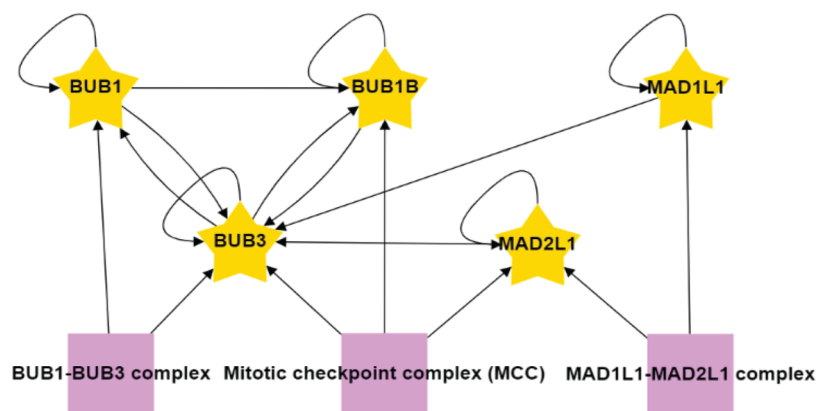 BUB1
BUB1B
MAD1L1
BUB3
MAD2L1
BUB1-BUB3 complex
Mitotic checkpoint complex (MCC)
MAD1L1-MAD2L1 complex